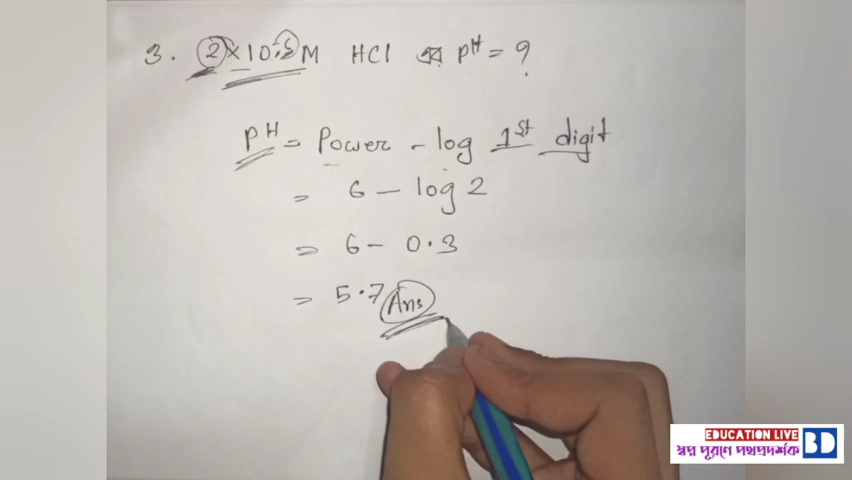 3. 2×10⁻⁶M HCl এর pH = ?
PH = Power - log 1st digit
= 6 - log 2
= 6 - 0.3
= 5.7 Ans
EDUCATION LIVE
স্বপ্ন পূরণে পথপ্রদর্শক
BD